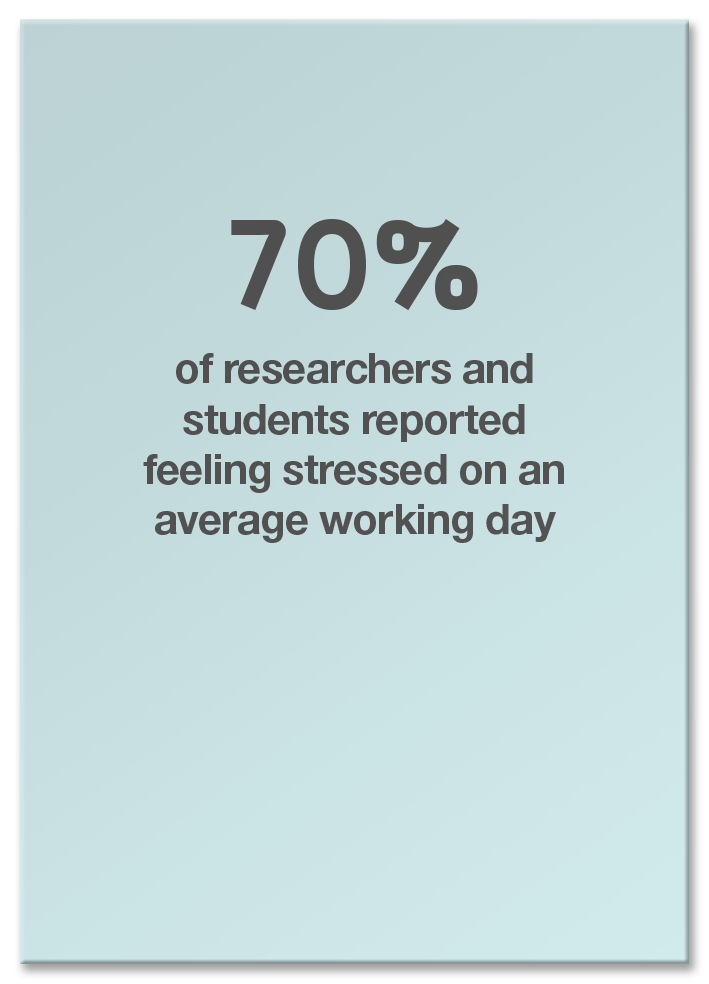 70%
of researchers and
students reported
feeling stressed on an
average working day